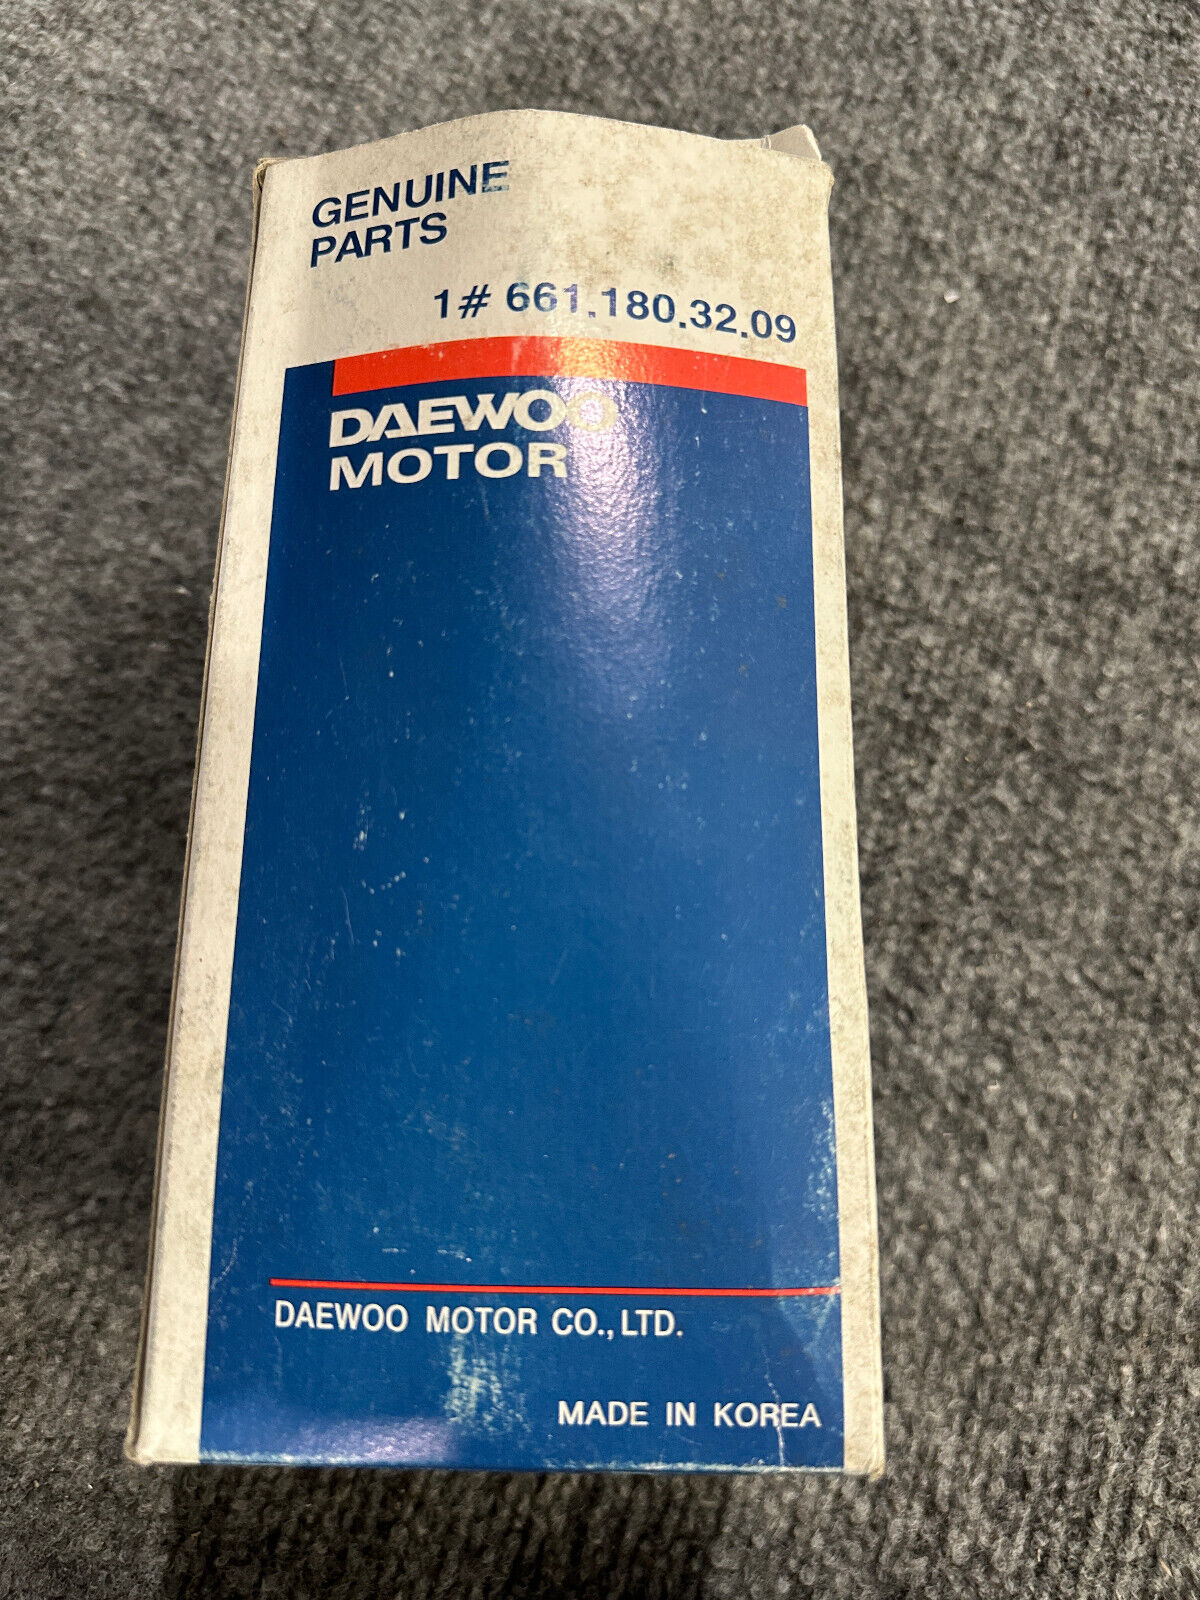 GENUINE
PARTS
1# 661.180.32.09
DAEWOO
MOTOR
DAEWOO MOTOR CO., LTD.
MADE IN KOREA